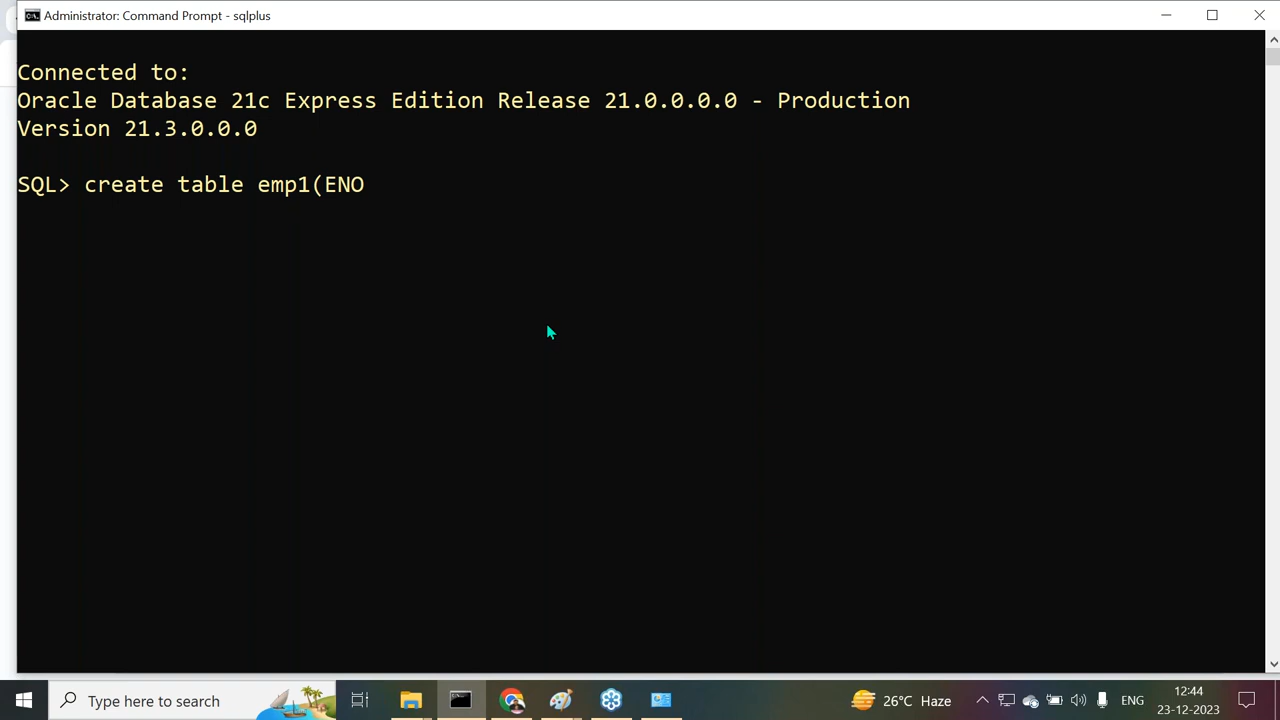 Administrator: Command Prompt - sqlplus
Connected to:
Oracle Database 21c Express Edition Release 21.0.0.0.0 - Production
Version 21.3.0.0.0
SQL> create table emp1(ENO
Type here to search
26°C Haze
ENG
12:44
23-12-2023